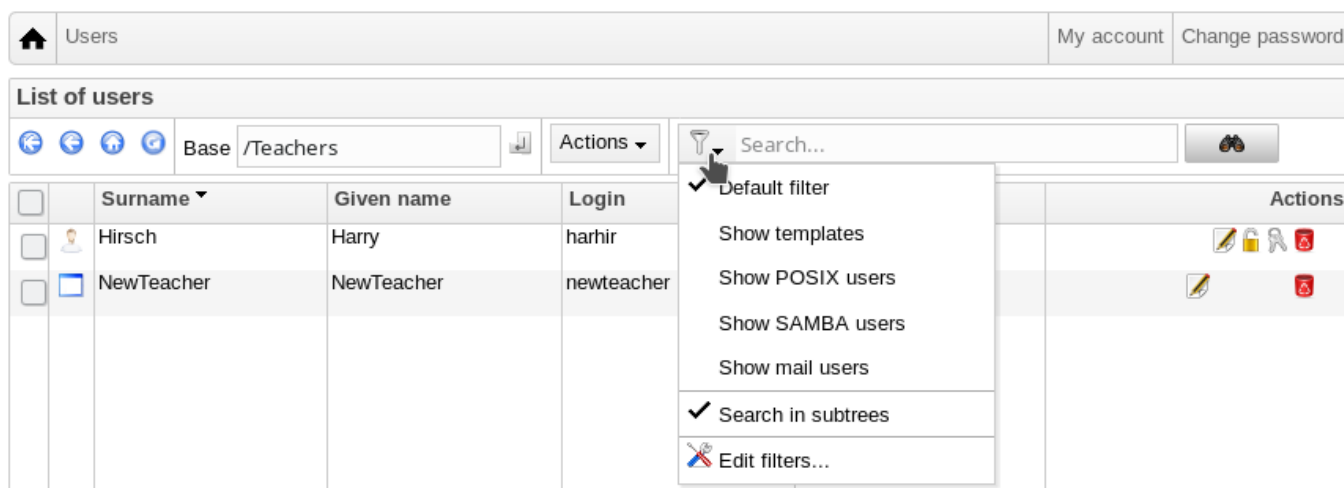 Users My account Change password
List of users
Base /Teachers Actions Search...
Surname Given name Login Actions
Default filter
Hirsch Harry harhir
Show templates
Show POSIX users
NewTeacher NewTeacher newteacher
Show SAMBA users
Show mail users
Search in subtrees
Edit filters...